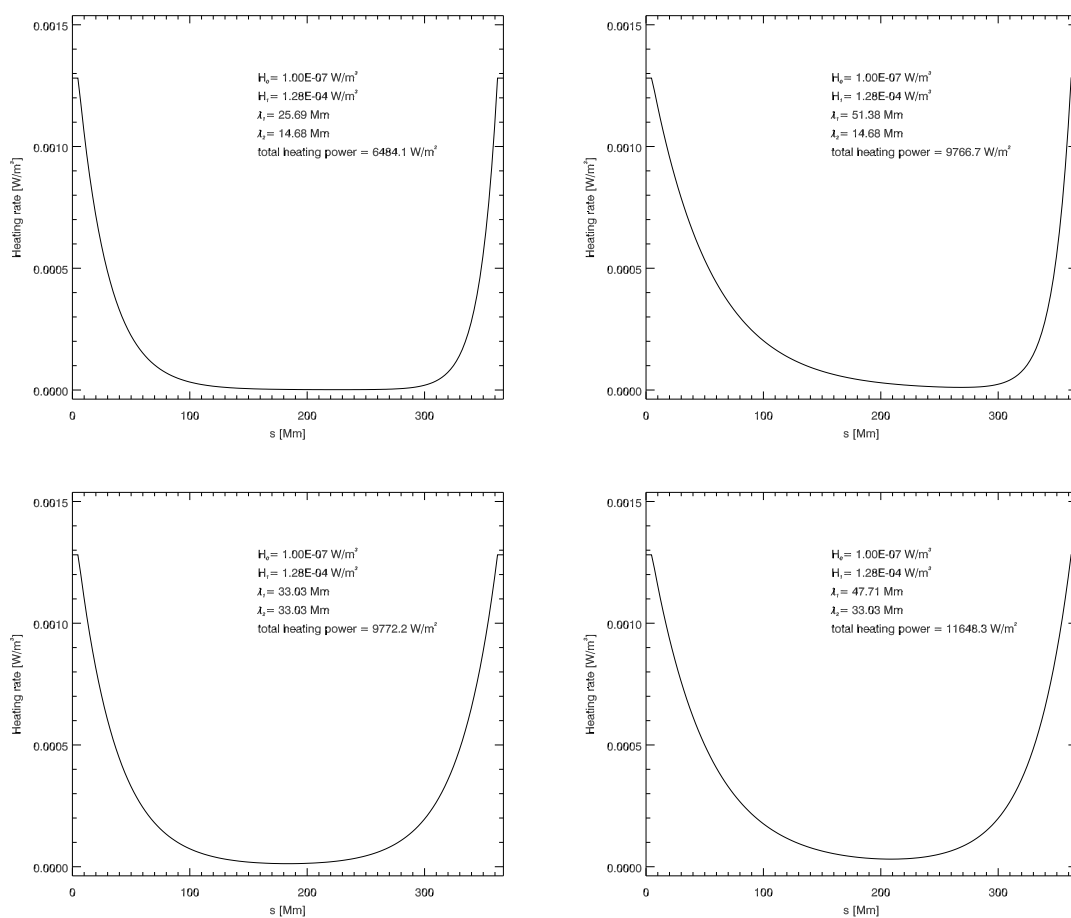 0.0015
0.0010
0.0005
0.0000
Heating rate [W/m³]
H₀= 1.00E-07 W/m³
H₁= 1.28E-04 W/m³
λ₁= 25.69 Mm
λ₂= 14.68 Mm
total heating power = 6484.1 W/m²
0 100 200 300
s [Mm]
0.0015
0.0010
0.0005
0.0000
Heating rate [W/m³]
H₀= 1.00E-07 W/m³
H₁= 1.28E-04 W/m³
λ₁= 51.38 Mm
λ₂= 14.68 Mm
total heating power = 9766.7 W/m²
0 100 200 300
s [Mm]
0.0015
0.0010
0.0005
0.0000
Heating rate [W/m³]
H₀= 1.00E-07 W/m³
H₁= 1.28E-04 W/m³
λ₁= 33.03 Mm
λ₂= 33.03 Mm
total heating power = 9772.2 W/m²
0 100 200 300
s [Mm]
0.0015
0.0010
0.0005
0.0000
Heating rate [W/m³]
H₀= 1.00E-07 W/m³
H₁= 1.28E-04 W/m³
λ₁= 47.71 Mm
λ₂= 33.03 Mm
total heating power = 11648.3 W/m²
0 100 200 300
s [Mm]